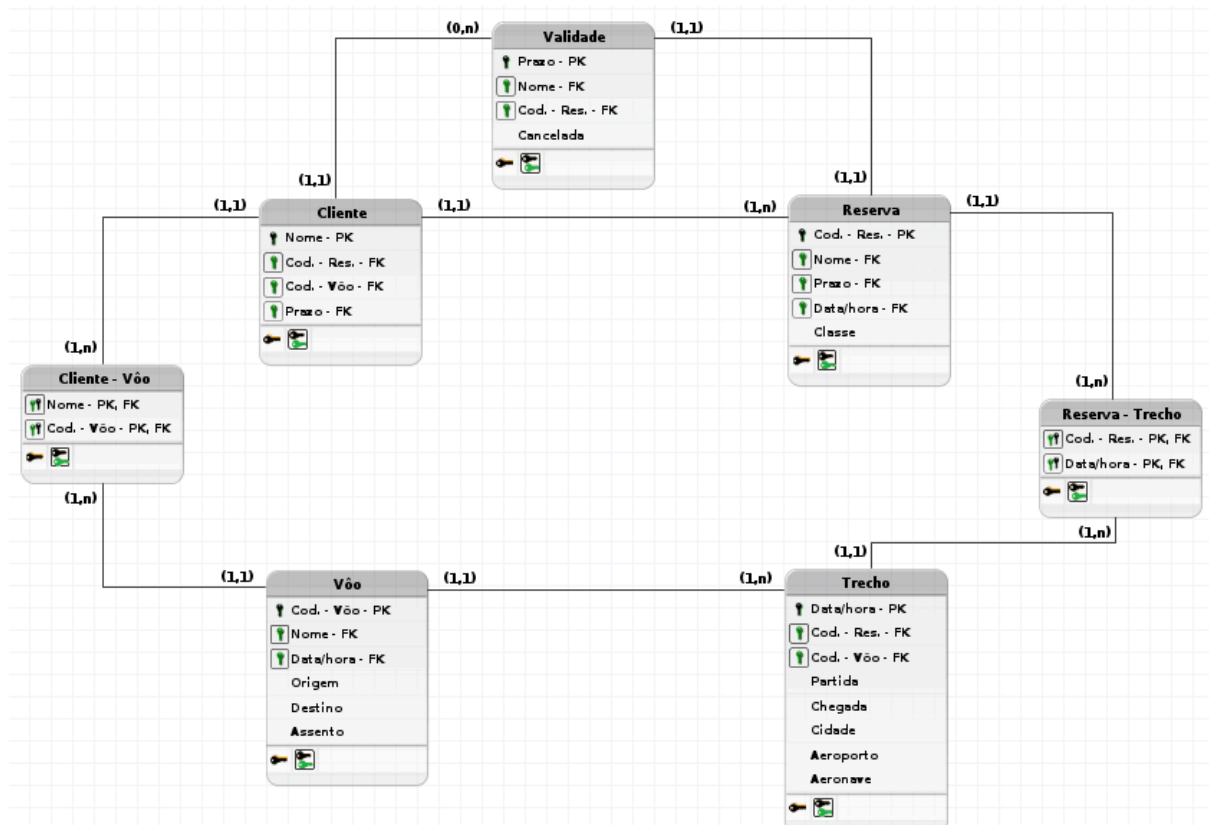 (0,n)
(1,1)
Validade
Prazo - PK
Nome - FK
Cod. - Res. - FK
Cancelada
(1,1)
(1,1)
(1,1)
(1,1)
Cliente
Nome - PK
Cod. - Res. - FK
Cod. - Vôo - FK
Prazo - FK
(1,n)
(1,1)
Reserva
Cod. - Res. - PK
Nome - FK
Prazo - FK
Data/hora - FK
Classe
(1,n)
Cliente - Vôo
Nome - PK, FK
Cod. - Vôo - PK, FK
(1,n)
(1,n)
Reserva - Trecho
Cod. - Res. - PK, FK
Data/hora - PK, FK
(1,n)
(1,1)
(1,1)
(1,1)
Vôo
Cod. - Vôo - PK
Nome - FK
Data/hora - FK
Origem
Destino
Assento
(1,n)
Trecho
Data/hora - PK
Cod. - Res. - FK
Cod. - Vôo - FK
Partida
Chegada
Cidade
Aeroporto
Aeronave